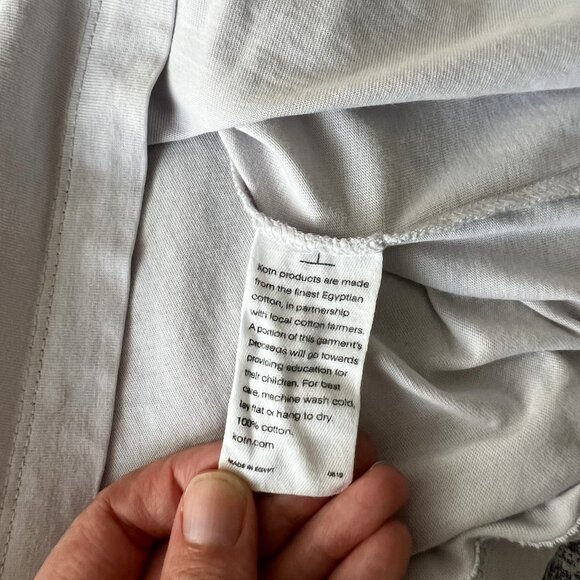 Kotn products are made
from the finest Egyptian
cotton, in partnership
with local cotton farmers.
A portion of this garment's
proceeds will go towards
providing education for
their children. For best
care, machine wash cold,
lay flat or hang to dry.
100% cotton.
kotn.com
MADE IN EGYPT